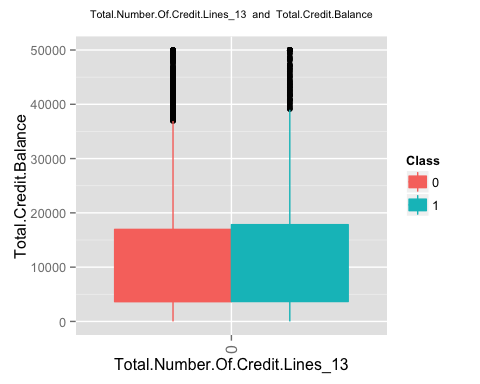 Total.Number.Of.Credit.Lines_13 and Total.Credit.Balance
50000
40000
30000
20000
10000
0
Total.Credit.Balance
0
Total.Number.Of.Credit.Lines_13
Class
0
1